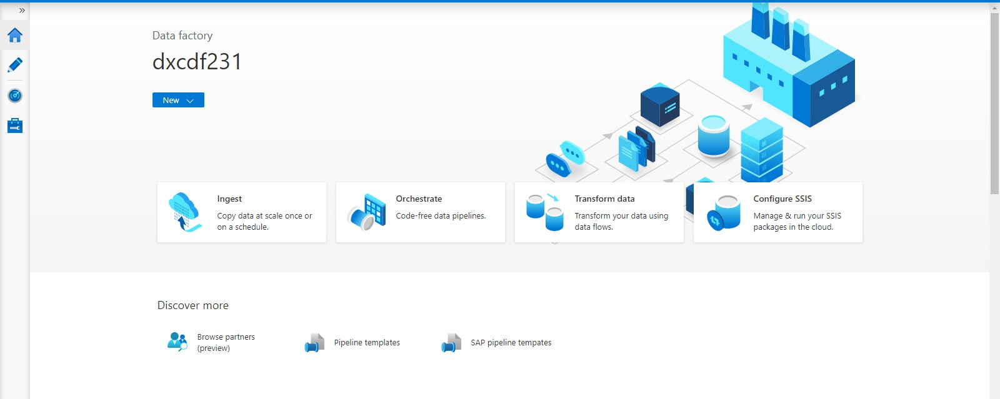 Data factory
dxcdf231
New
Ingest
Copy data at scale once or
on a schedule.
Orchestrate
Code-free data pipelines.
Transform data
Transform your data using
data flows.
Configure SSIS
Manage & run your SSIS
packages in the cloud.
Discover more
Browse partners
(preview)
Pipeline templates
SAP pipeline tempates